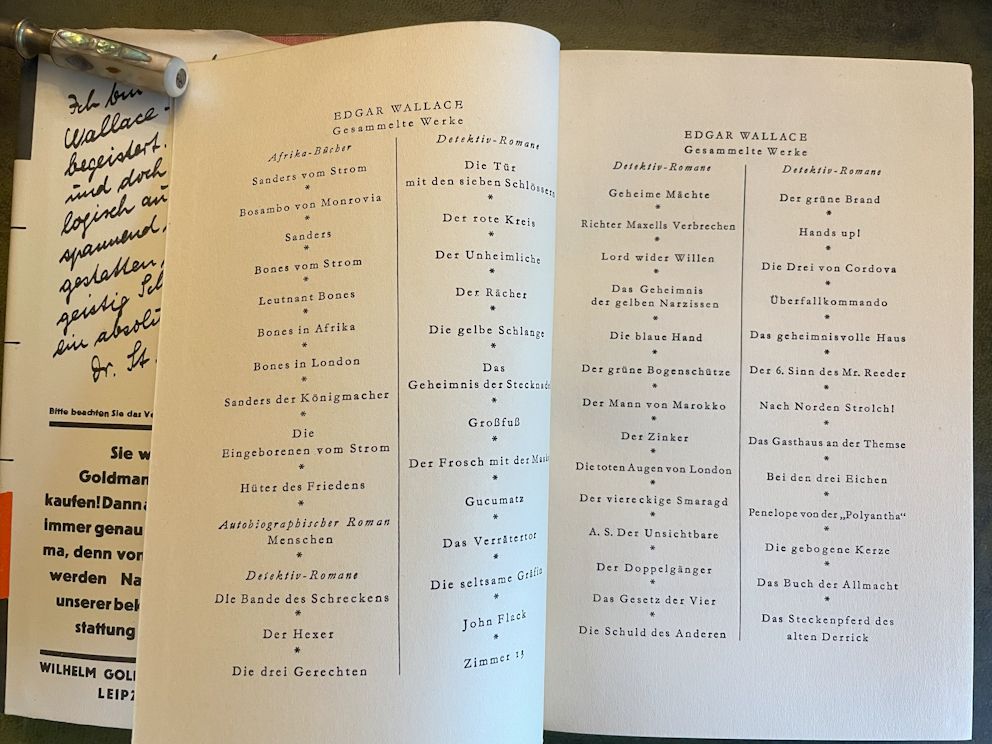 Ich bin
Wallace-
begeistert.
und doch
logisch au
spannend,
gestalten,
geistig Sch
ein absolu
Dr. St.
Bitte beachten Sie das Ve
Sie w
Goldman
kaufen! Dann
immer genau
ma, denn von
werden Na
unserer bek
stattung
WILHELM GOL
LEIPZ
EDGAR WALLACE
Gesammelte Werke
Afrika-Bücher
Sanders vom Strom
*
Bosambo von Monrovia
*
Sanders
*
Bones vom Strom
*
Leutnant Bones
*
Bones in Afrika
*
Bones in London
*
Sanders der Königmacher
*
Die
Eingeborenen vom Strom
*
Hüter des Friedens
*
Autobiographischer Roman
Menschen
*
Detektiv-Romane
Die Bande des Schreckens
*
Der Hexer
*
Die drei Gerechten
Detektiv-Romane
Die Tür
mit den sieben Schlössern
*
Der rote Kreis
*
Der Unheimliche
*
Der Rächer
*
Die gelbe Schlange
*
Das
Geheimnis der Stecknade
*
Großfuß
*
Der Frosch mit der Maske
*
Gucumatz
*
Das Verrätertor
*
Die seltsame Gräfin
*
John Flack
*
Zimmer 13
EDGAR WALLACE
Gesammelte Werke
Detektiv-Romane
Geheime Mächte
*
Richter Maxells Verbrechen
*
Lord wider Willen
*
Das Geheimnis
der gelben Narzissen
*
Die blaue Hand
*
Der grüne Bogenschütze
*
Der Mann von Marokko
*
Der Zinker
*
Die toten Augen von London
*
Der viereckige Smaragd
*
A. S. Der Unsichtbare
*
Der Doppelgänger
*
Das Gesetz der Vier
*
Die Schuld des Anderen
Detektiv-Romane
Der grüne Brand
*
Hands up!
*
Die Drei von Cordova
*
Überfallkommando
*
Das geheimnisvolle Haus
*
Der 6. Sinn des Mr. Reeder
*
Nach Norden Strolch!
*
Das Gasthaus an der Themse
*
Bei den drei Eichen
*
Penelope von der „Polyantha“
*
Die gebogene Kerze
*
Das Buch der Allmacht
*
Das Steckenpferd des
alten Derrick